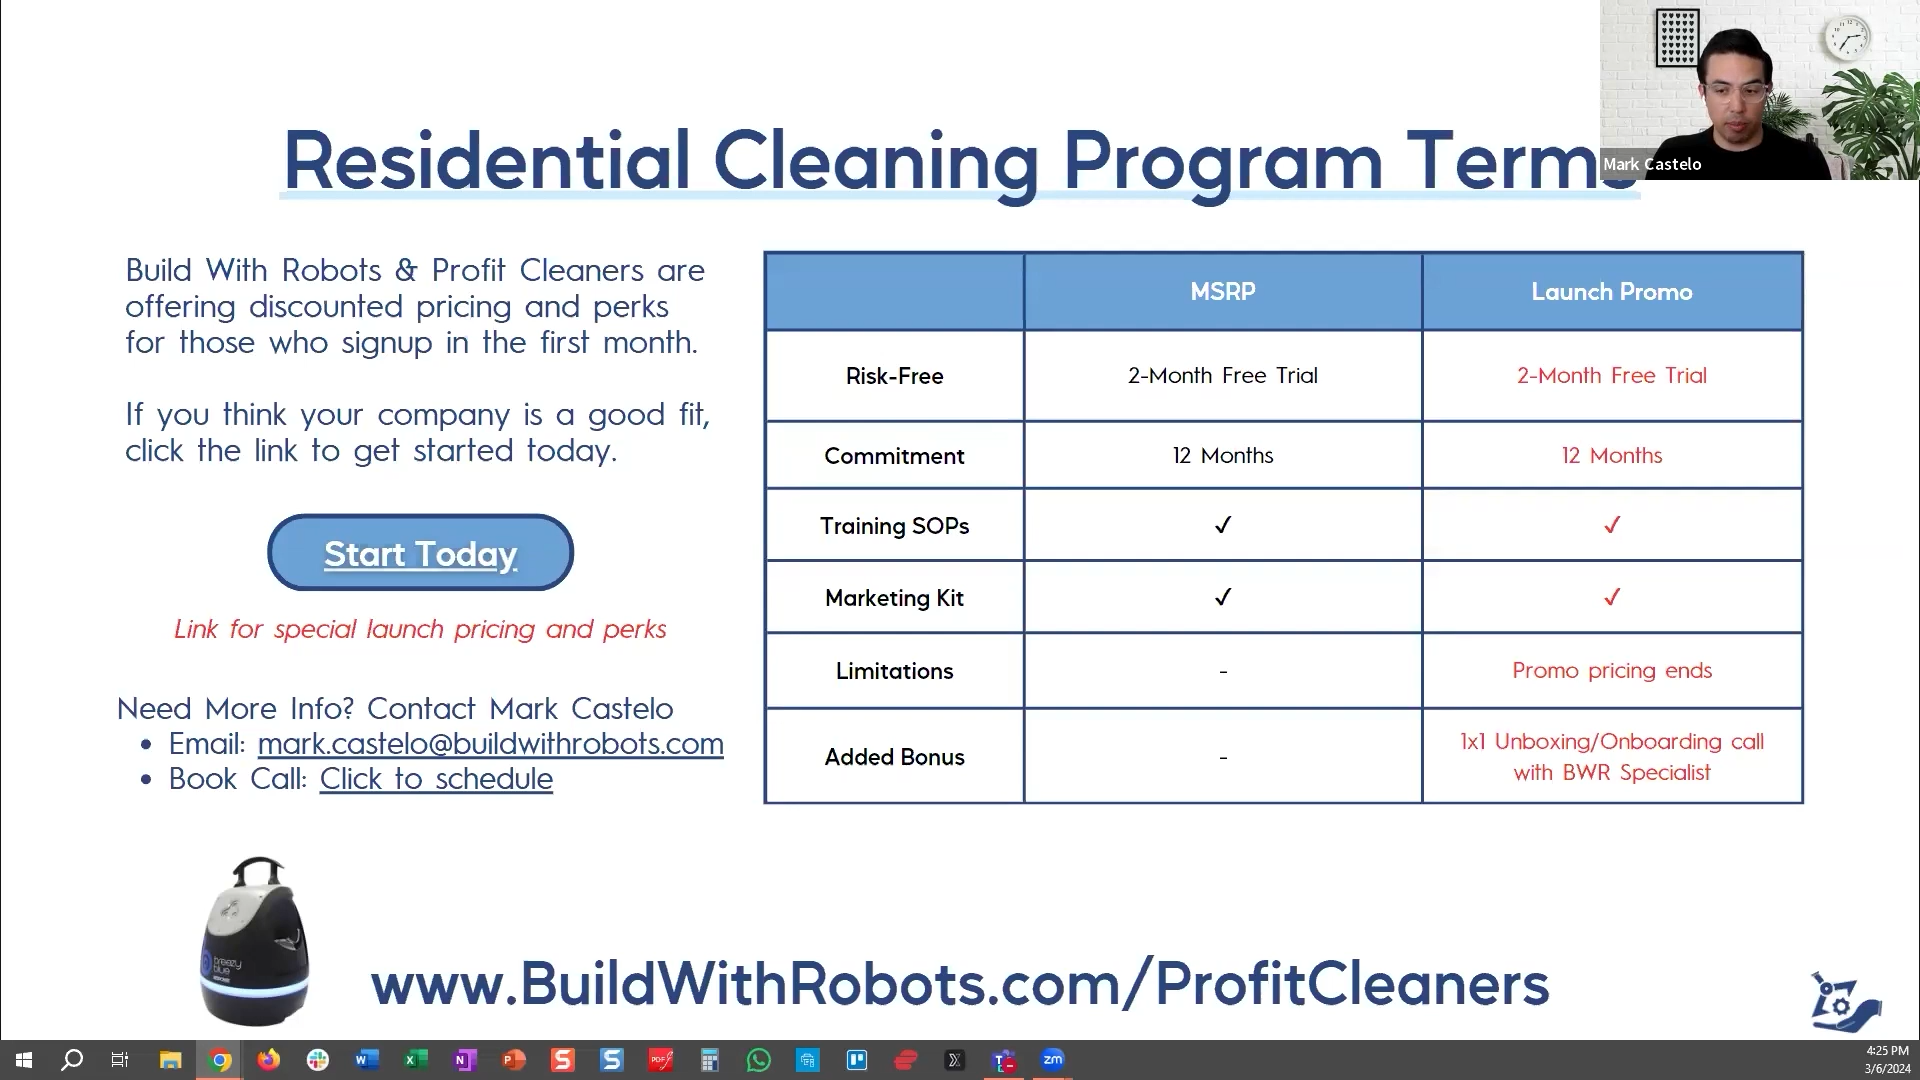 Residential Cleaning Program Terms
Mark Castelo
Build With Robots & Profit Cleaners are
offering discounted pricing and perks
for those who signup in the first month.
If you think your company is a good fit,
click the link to get started today.
Start Today
Link for special launch pricing and perks
Need More Info? Contact Mark Castelo
• Email: mark.castelo@buildwithrobots.com
• Book Call: Click to schedule
MSRP
Launch Promo
Risk-Free
2-Month Free Trial
2-Month Free Trial
Commitment
12 Months
12 Months
Training SOPs
✓
✓
Marketing Kit
✓
✓
Limitations
-
Promo pricing ends
Added Bonus
-
1x1 Unboxing/Onboarding call
with BWR Specialist
breezy
blue
www.BuildWithRobots.com/ProfitCleaners
4:25 PM
3/6/2024